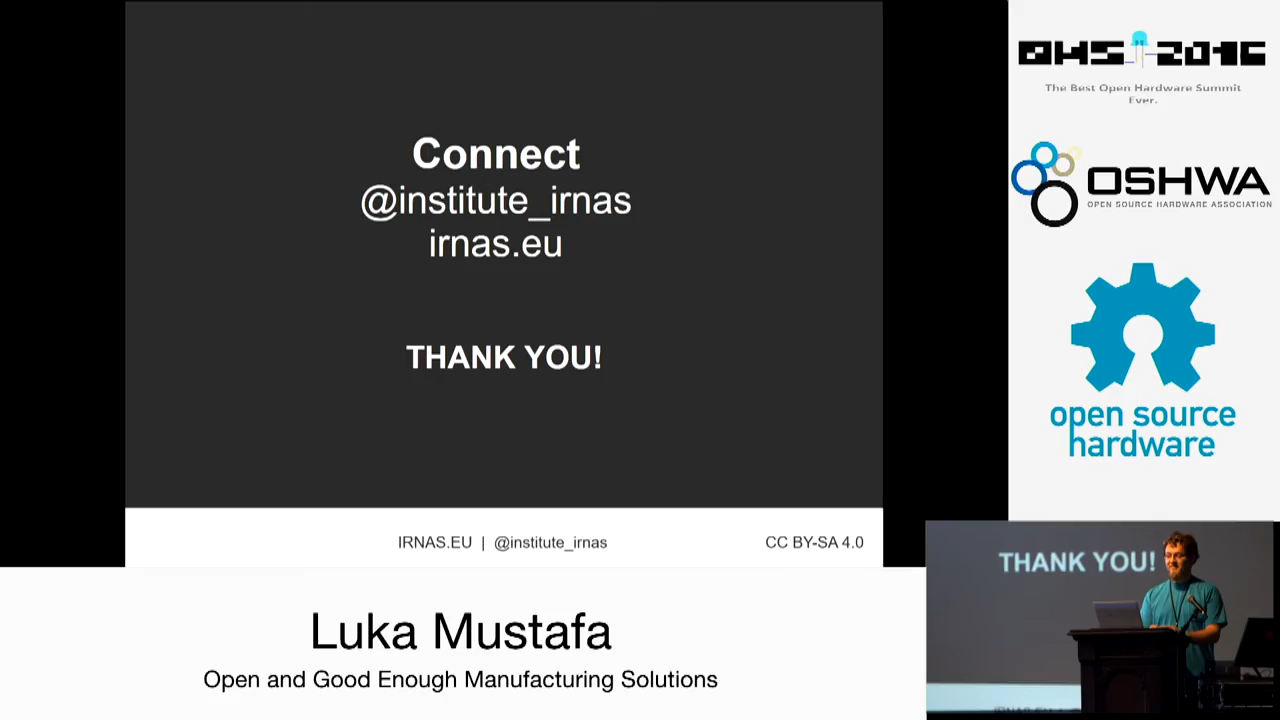 Connect
@institute_irnas
irnas.eu
THANK YOU!
IRNAS.EU | @institute_irnas
CC BY-SA 4.0
Luka Mustafa
Open and Good Enough Manufacturing Solutions
OHS 2016
The Best Open Hardware Summit
Ever.
OSHWA
OPEN SOURCE HARDWARE ASSOCIATION
open source
hardware
THANK YOU!